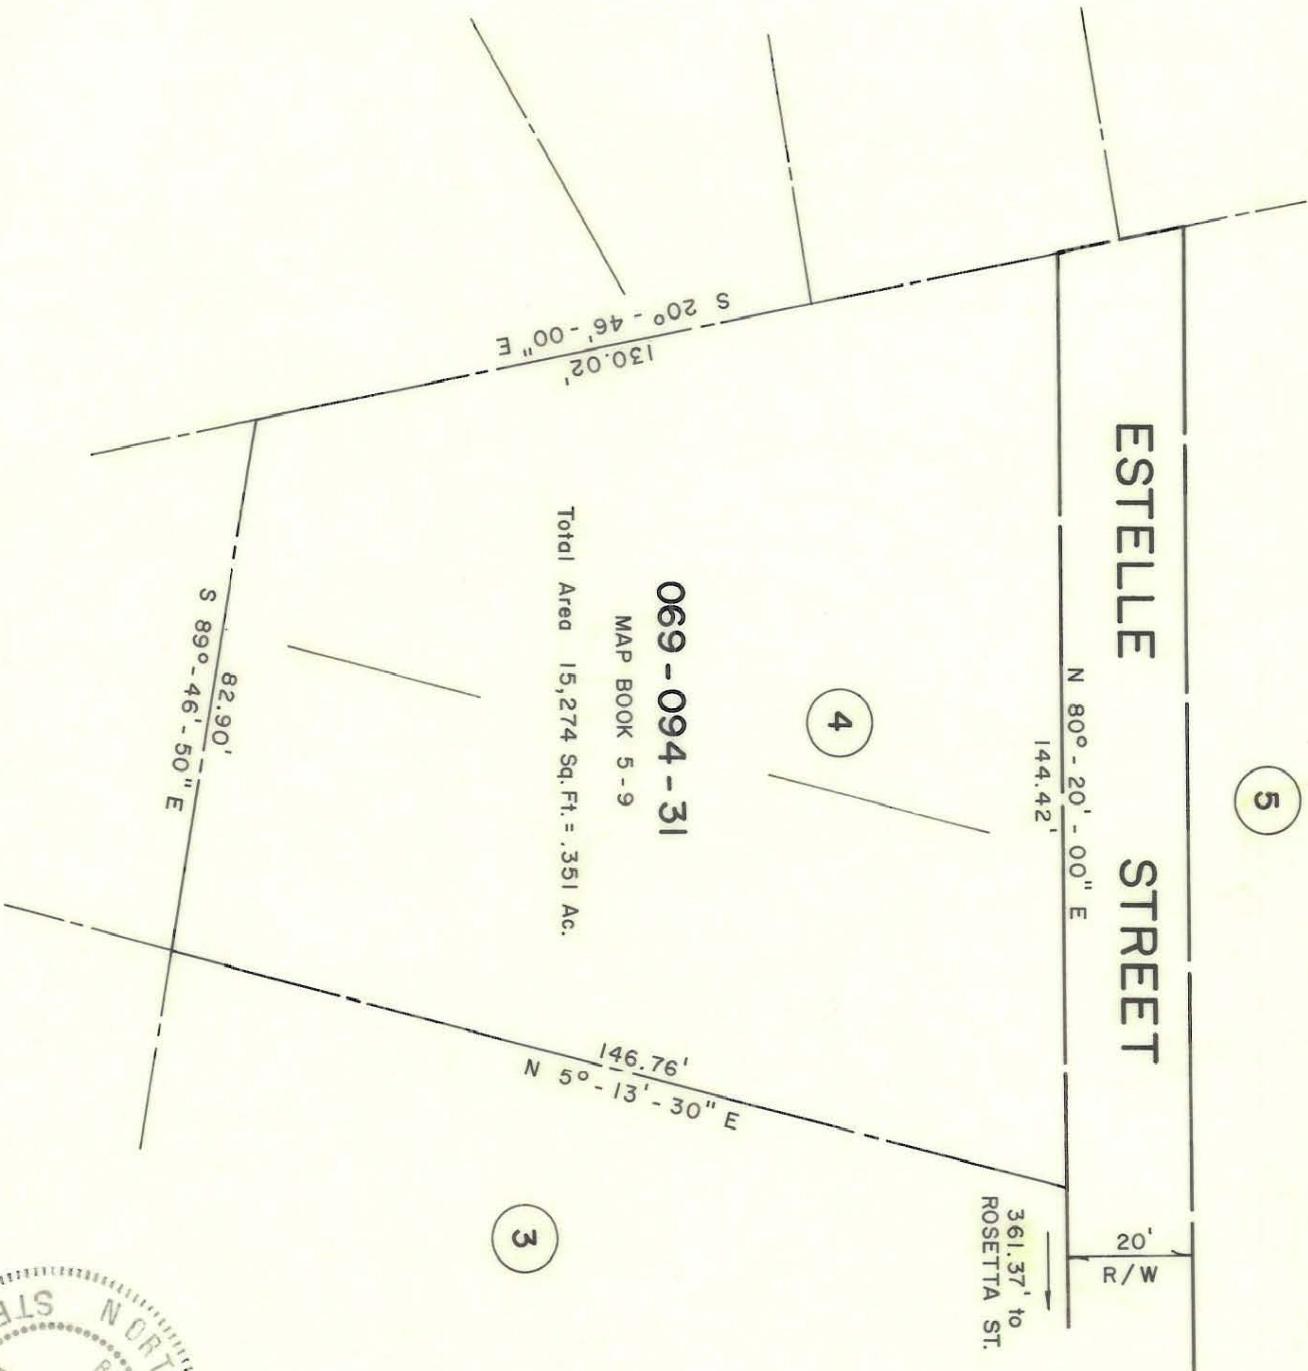 5
ESTELLE STREET
20'
R/W
N 80° - 20' - 00" E
144.42'
361.37' to
ROSETTA ST.
4
069-094-31
MAP BOOK 5 - 9
Total Area 15,274 Sq. Ft. = .351 Ac.
S 20° - 46' - 00" E
130.02'
146.76'
N 5° - 13' - 30" E
3
82.90'
S 89° - 46' - 50" E
NORT